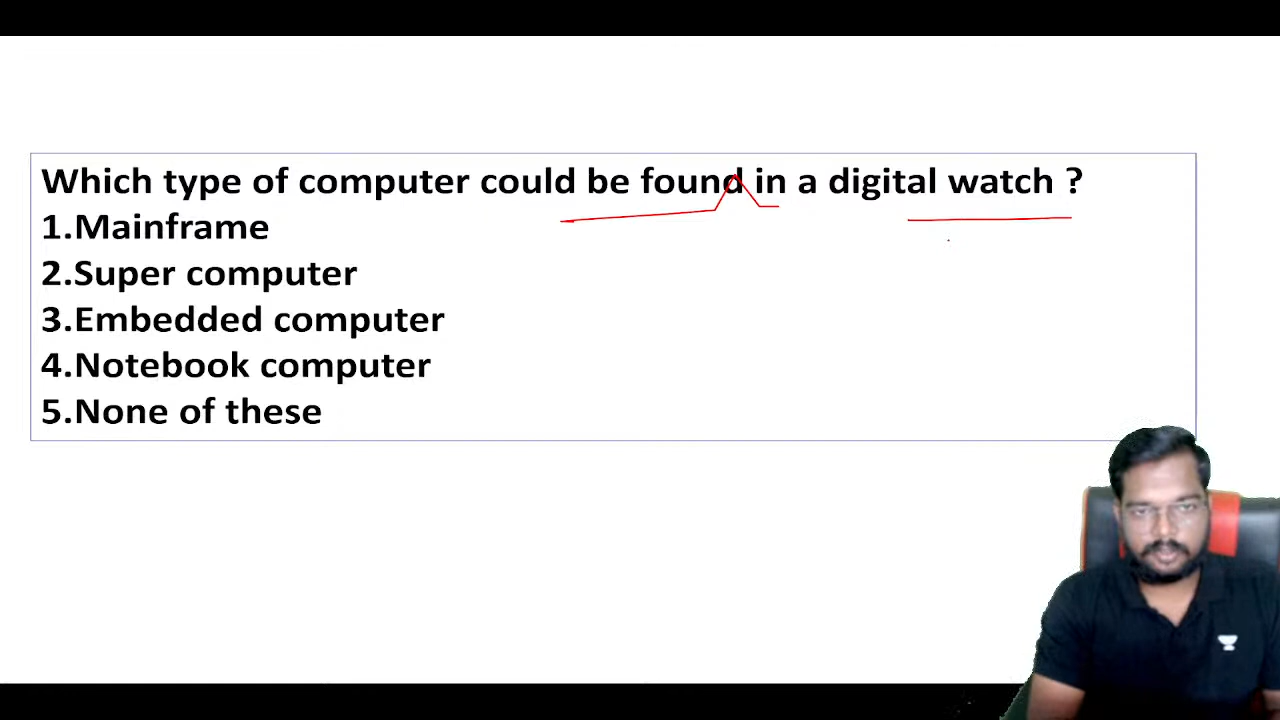 Which type of computer could be found in a digital watch ?
1.Mainframe
2.Super computer
3.Embedded computer
4.Notebook computer
5.None of these